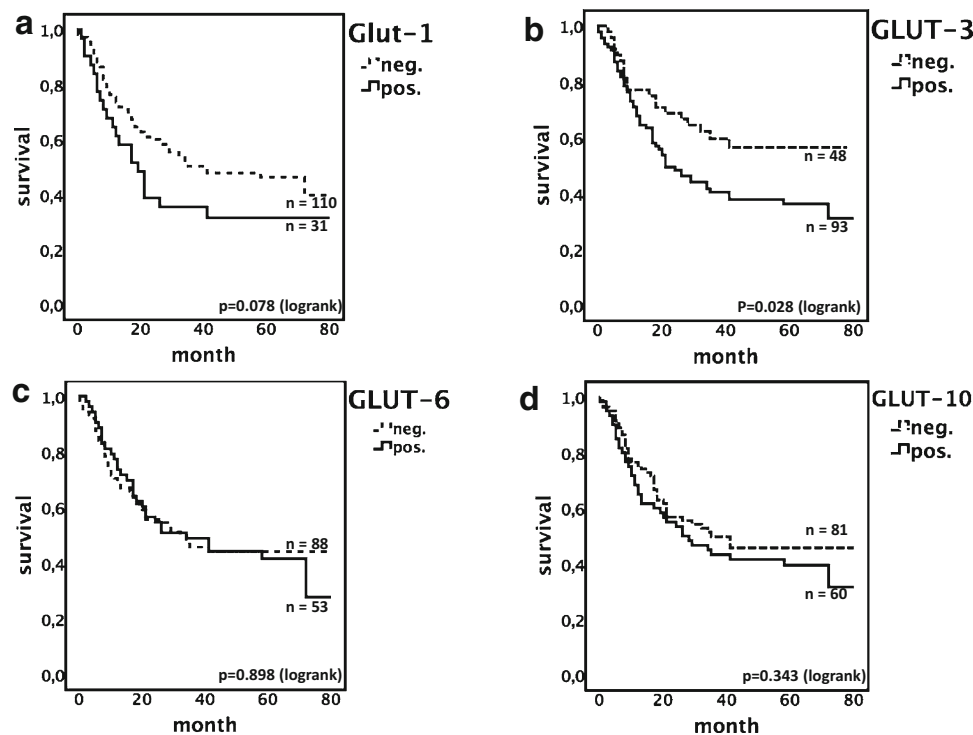 a
Glut-1
neg.
pos.
survival
1,0
0,8
0,6
0,4
0,2
0,0
n = 110
n = 31
p=0.078 (logrank)
0 20 40 60 80
month
b
GLUT-3
neg.
pos.
survival
1,0
0,8
0,6
0,4
0,2
0,0
n = 48
n = 93
P=0.028 (logrank)
0 20 40 60 80
month
c
GLUT-6
neg.
pos.
survival
1,0
0,8
0,6
0,4
0,2
0,0
n = 88
n = 53
p=0.898 (logrank)
0 20 40 60 80
month
d
GLUT-10
neg.
pos.
survival
1,0
0,8
0,6
0,4
0,2
0,0
n = 81
n = 60
p=0.343 (logrank)
0 20 40 60 80
month